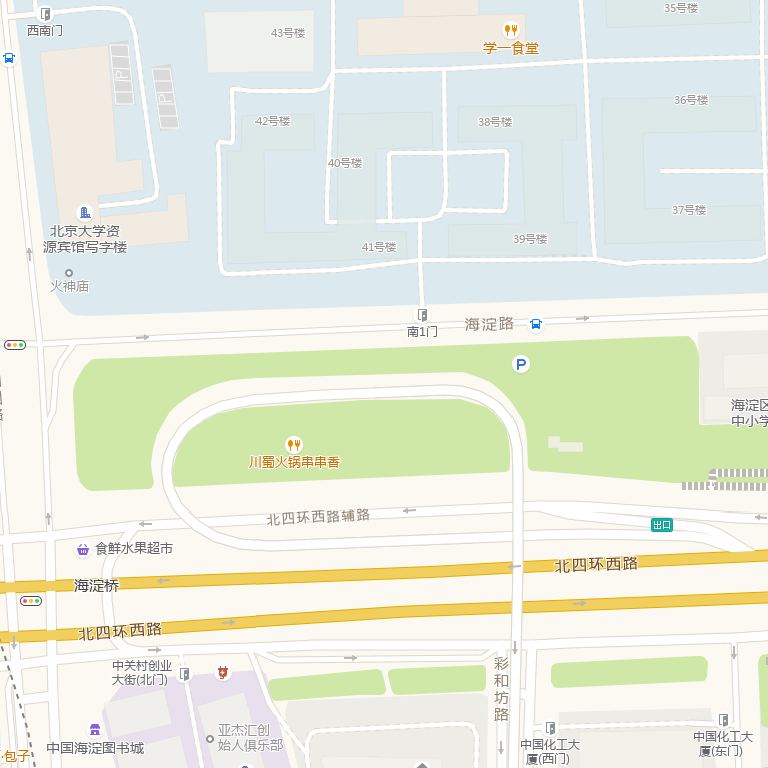 西南门
43号楼
学一食堂
35号楼
P
P
42号楼
40号楼
38号楼
36号楼
37号楼
39号楼
41号楼
北京大学资
源宾馆写字楼
火神庙
南1门
海淀路
P
路
海淀区
中小学
川蜀火锅串串香
北四环西路辅路
出口
食鲜水果超市
海淀桥
北四环西路
北四环西路
中关村创业
大街(北门)
彩和坊路
亚杰汇创
始人俱乐部
中国海淀图书城
包子
中国化工大
厦(西门)
中国化工大
厦(东门)